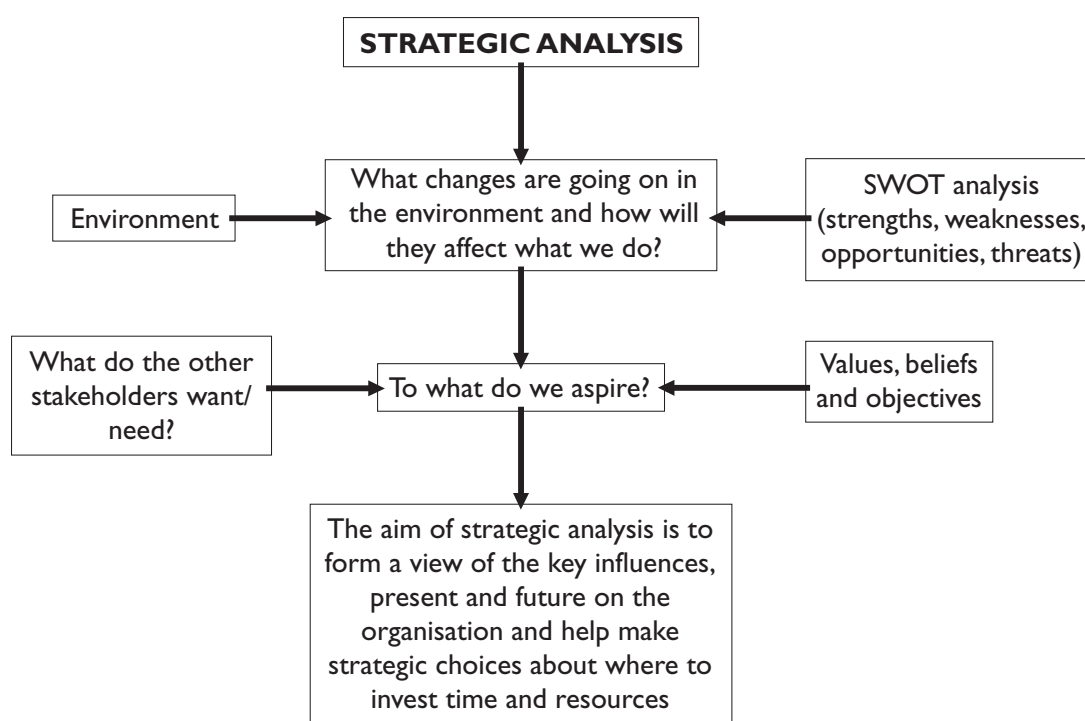 STRATEGIC ANALYSIS
What changes are going on in
the environment and how will
they affect what we do?
Environment
SWOT analysis
(strengths, weaknesses,
opportunities, threats)
What do the other
stakeholders want/
need?
To what do we aspire?
Values, beliefs
and objectives
The aim of strategic analysis is to
form a view of the key influences,
present and future on the
organisation and help make
strategic choices about where to
invest time and resources